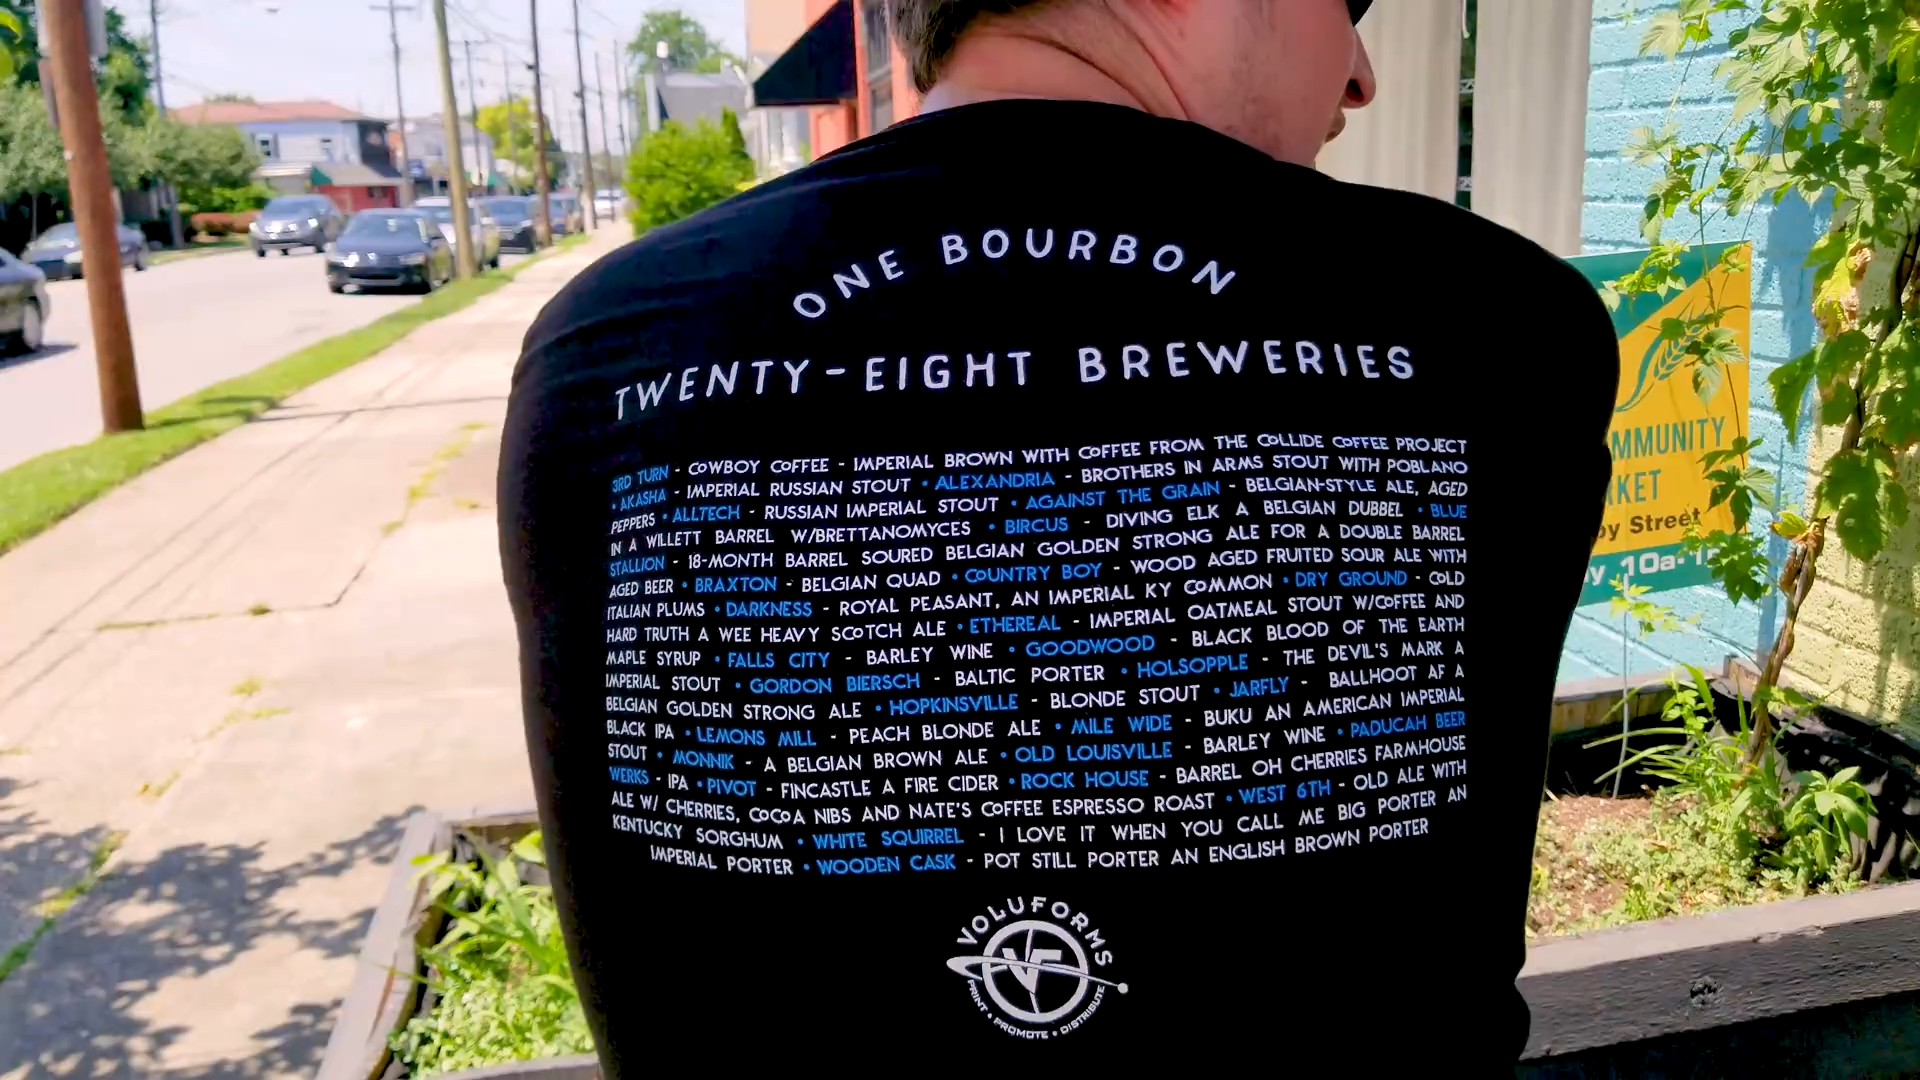 ONE BOURBON
TWENTY-EIGHT BREWERIES
3RD TURN - COWBOY COFFEE - IMPERIAL BROWN WITH COFFEE FROM THE COLLIDE COFFEE PROJECT
• AKASHA - IMPERIAL RUSSIAN STOUT • ALEXANDRIA - BROTHERS IN ARMS STOUT WITH POBLANO
PEPPERS • ALLTECH - RUSSIAN IMPERIAL STOUT • AGAINST THE GRAIN - BELGIAN-STYLE ALE, AGED
IN A WILLETT BARREL W/BRETTANOMYCES • BIRCUS - DIVING ELK A BELGIAN DUBBEL • BLUE
STALLION - 18-MONTH BARREL SOURED BELGIAN GOLDEN STRONG ALE FOR A DOUBLE BARREL
AGED BEER • BRAXTON - BELGIAN QUAD • COUNTRY BOY - WOOD AGED FRUITED SOUR ALE WITH
ITALIAN PLUMS • DARKNESS - ROYAL PEASANT, AN IMPERIAL KY COMMON • DRY GROUND - COLD
HARD TRUTH A WEE HEAVY SCOTCH ALE • ETHEREAL - IMPERIAL OATMEAL STOUT W/COFFEE AND
MAPLE SYRUP • FALLS CITY - BARLEY WINE • GOODWOOD - BLACK BLOOD OF THE EARTH
IMPERIAL STOUT • GORDON BIERSCH - BALTIC PORTER • HOLSOPPLE - THE DEVIL'S MARK A
BELGIAN GOLDEN STRONG ALE • HOPKINSVILLE - BLONDE STOUT • JARFLY - BALLHOOT AF A
BLACK IPA • LEMONS MILL - PEACH BLONDE ALE • MILE WIDE - BUKU AN AMERICAN IMPERIAL
STOUT • MONNIK - A BELGIAN BROWN ALE • OLD LOUISVILLE - BARLEY WINE • PADUCAH BEER
WERKS - IPA • PIVOT - FINCASTLE A FIRE CIDER • ROCK HOUSE - BARREL OH CHERRIES FARMHOUSE
ALE W/ CHERRIES, COCOA NIBS AND NATE'S COFFEE ESPRESSO ROAST • WEST 6TH - OLD ALE WITH
KENTUCKY SORGHUM • WHITE SQUIRREL - I LOVE IT WHEN YOU CALL ME BIG PORTER AN
IMPERIAL PORTER • WOODEN CASK - POT STILL PORTER AN ENGLISH BROWN PORTER
VOLUFORMS
VF
PRINT • PROMOTE • DISTRIBUTE
MMUNITY
RKET
Street
10a-1